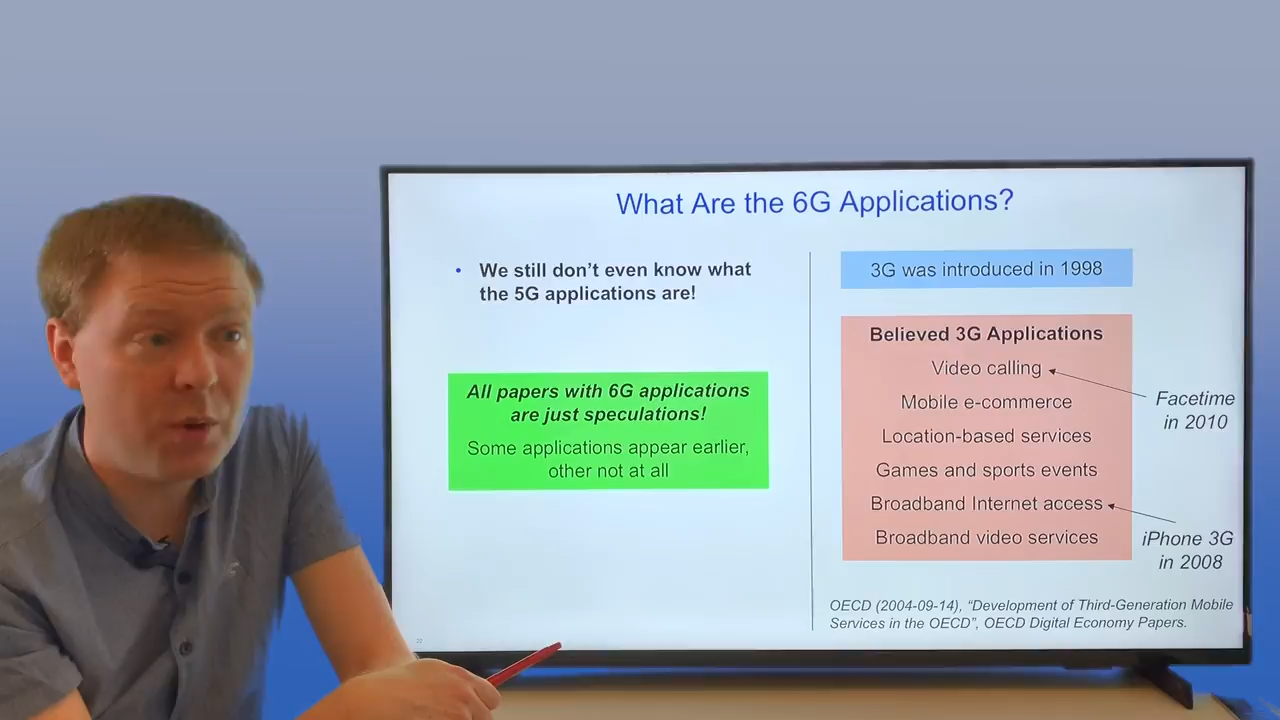 What Are the 6G Applications?
• We still don't even know what
the 5G applications are!
All papers with 6G applications
are just speculations!
Some applications appear earlier,
other not at all
3G was introduced in 1998
Believed 3G Applications
Video calling
Mobile e-commerce
Location-based services
Games and sports events
Broadband Internet access
Broadband video services
Facetime
in 2010
iPhone 3G
in 2008
OECD (2004-09-14), "Development of Third-Generation Mobile
Services in the OECD", OECD Digital Economy Papers.
22